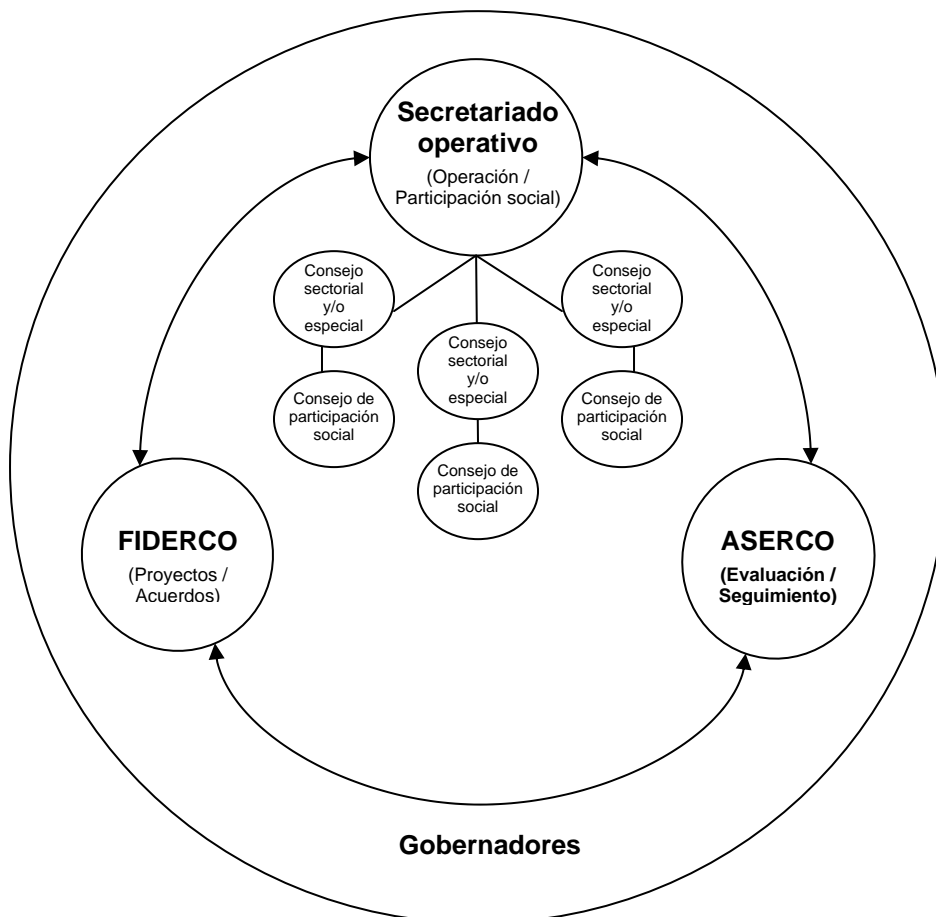 Secretariado
operativo
(Operación /
Participación social)
Consejo
sectorial
y/o
especial
Consejo de
participación
social
Consejo
sectorial
y/o
especial
Consejo de
participación
social
Consejo
sectorial
y/o
especial
Consejo de
participación
social
FIDERCO
(Proyectos /
Acuerdos)
ASERCO
(Evaluación /
Seguimiento)
Gobernadores